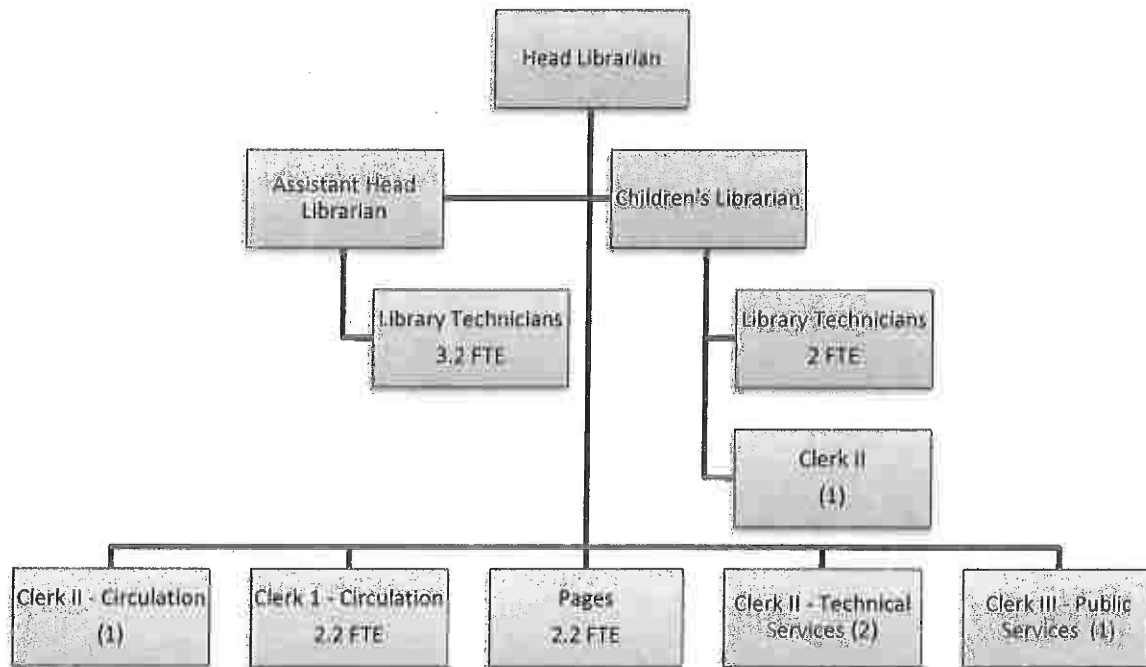 Head Librarian
Assistant Head
Librarian
Children's Librarian
Library Technicians
3.2 FTE
Library Technicians
2 FTE
Clerk II
(1)
Clerk II - Circulation
(1)
Clerk 1 - Circulation
2.2 FTE
Pages
2.2 FTE
Clerk II - Technical
Services (2)
Clerk III - Public
Services (1)